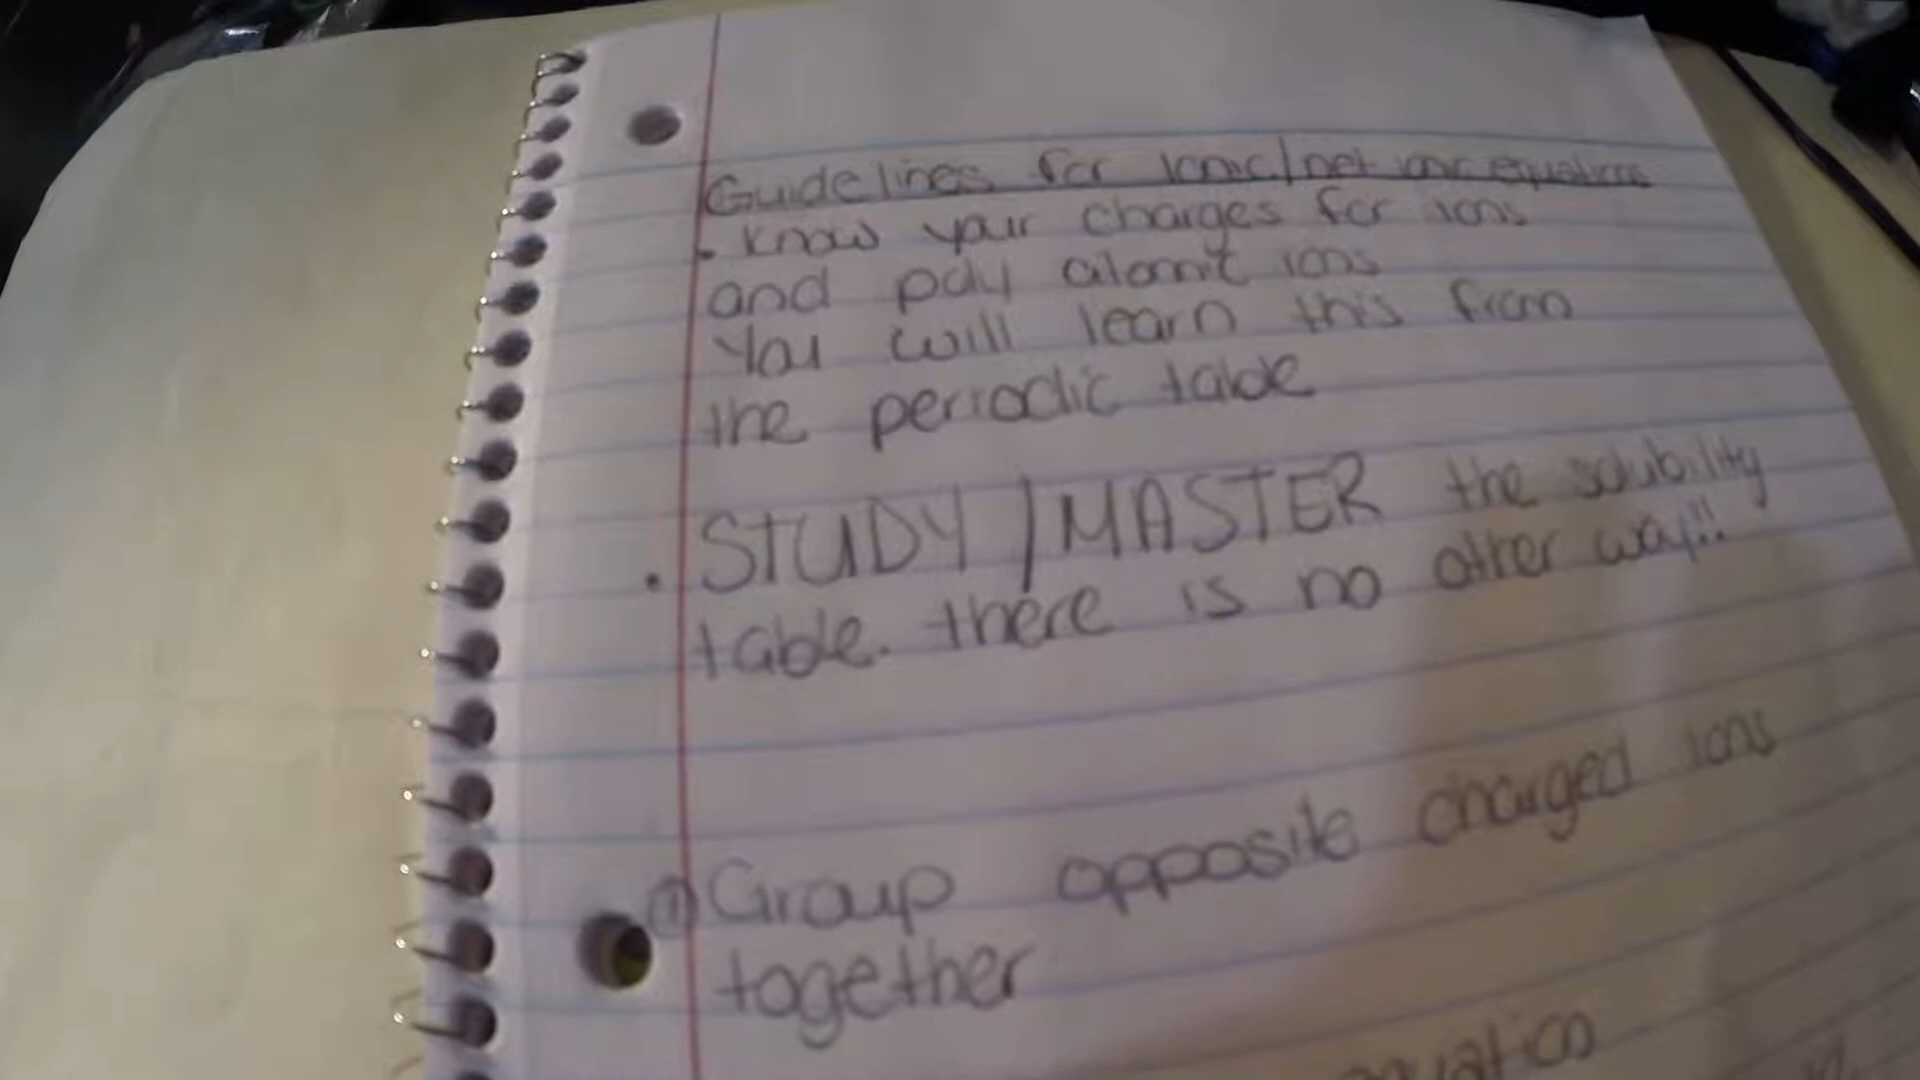 Guidelines for Ionic/net ionic equations
. Know your charges for ions
and poly atomit ions
You will learn this from
the periodic table
. STUDY/MASTER the solubility
table. there is no other way!!
① Group opposite charged ions
together